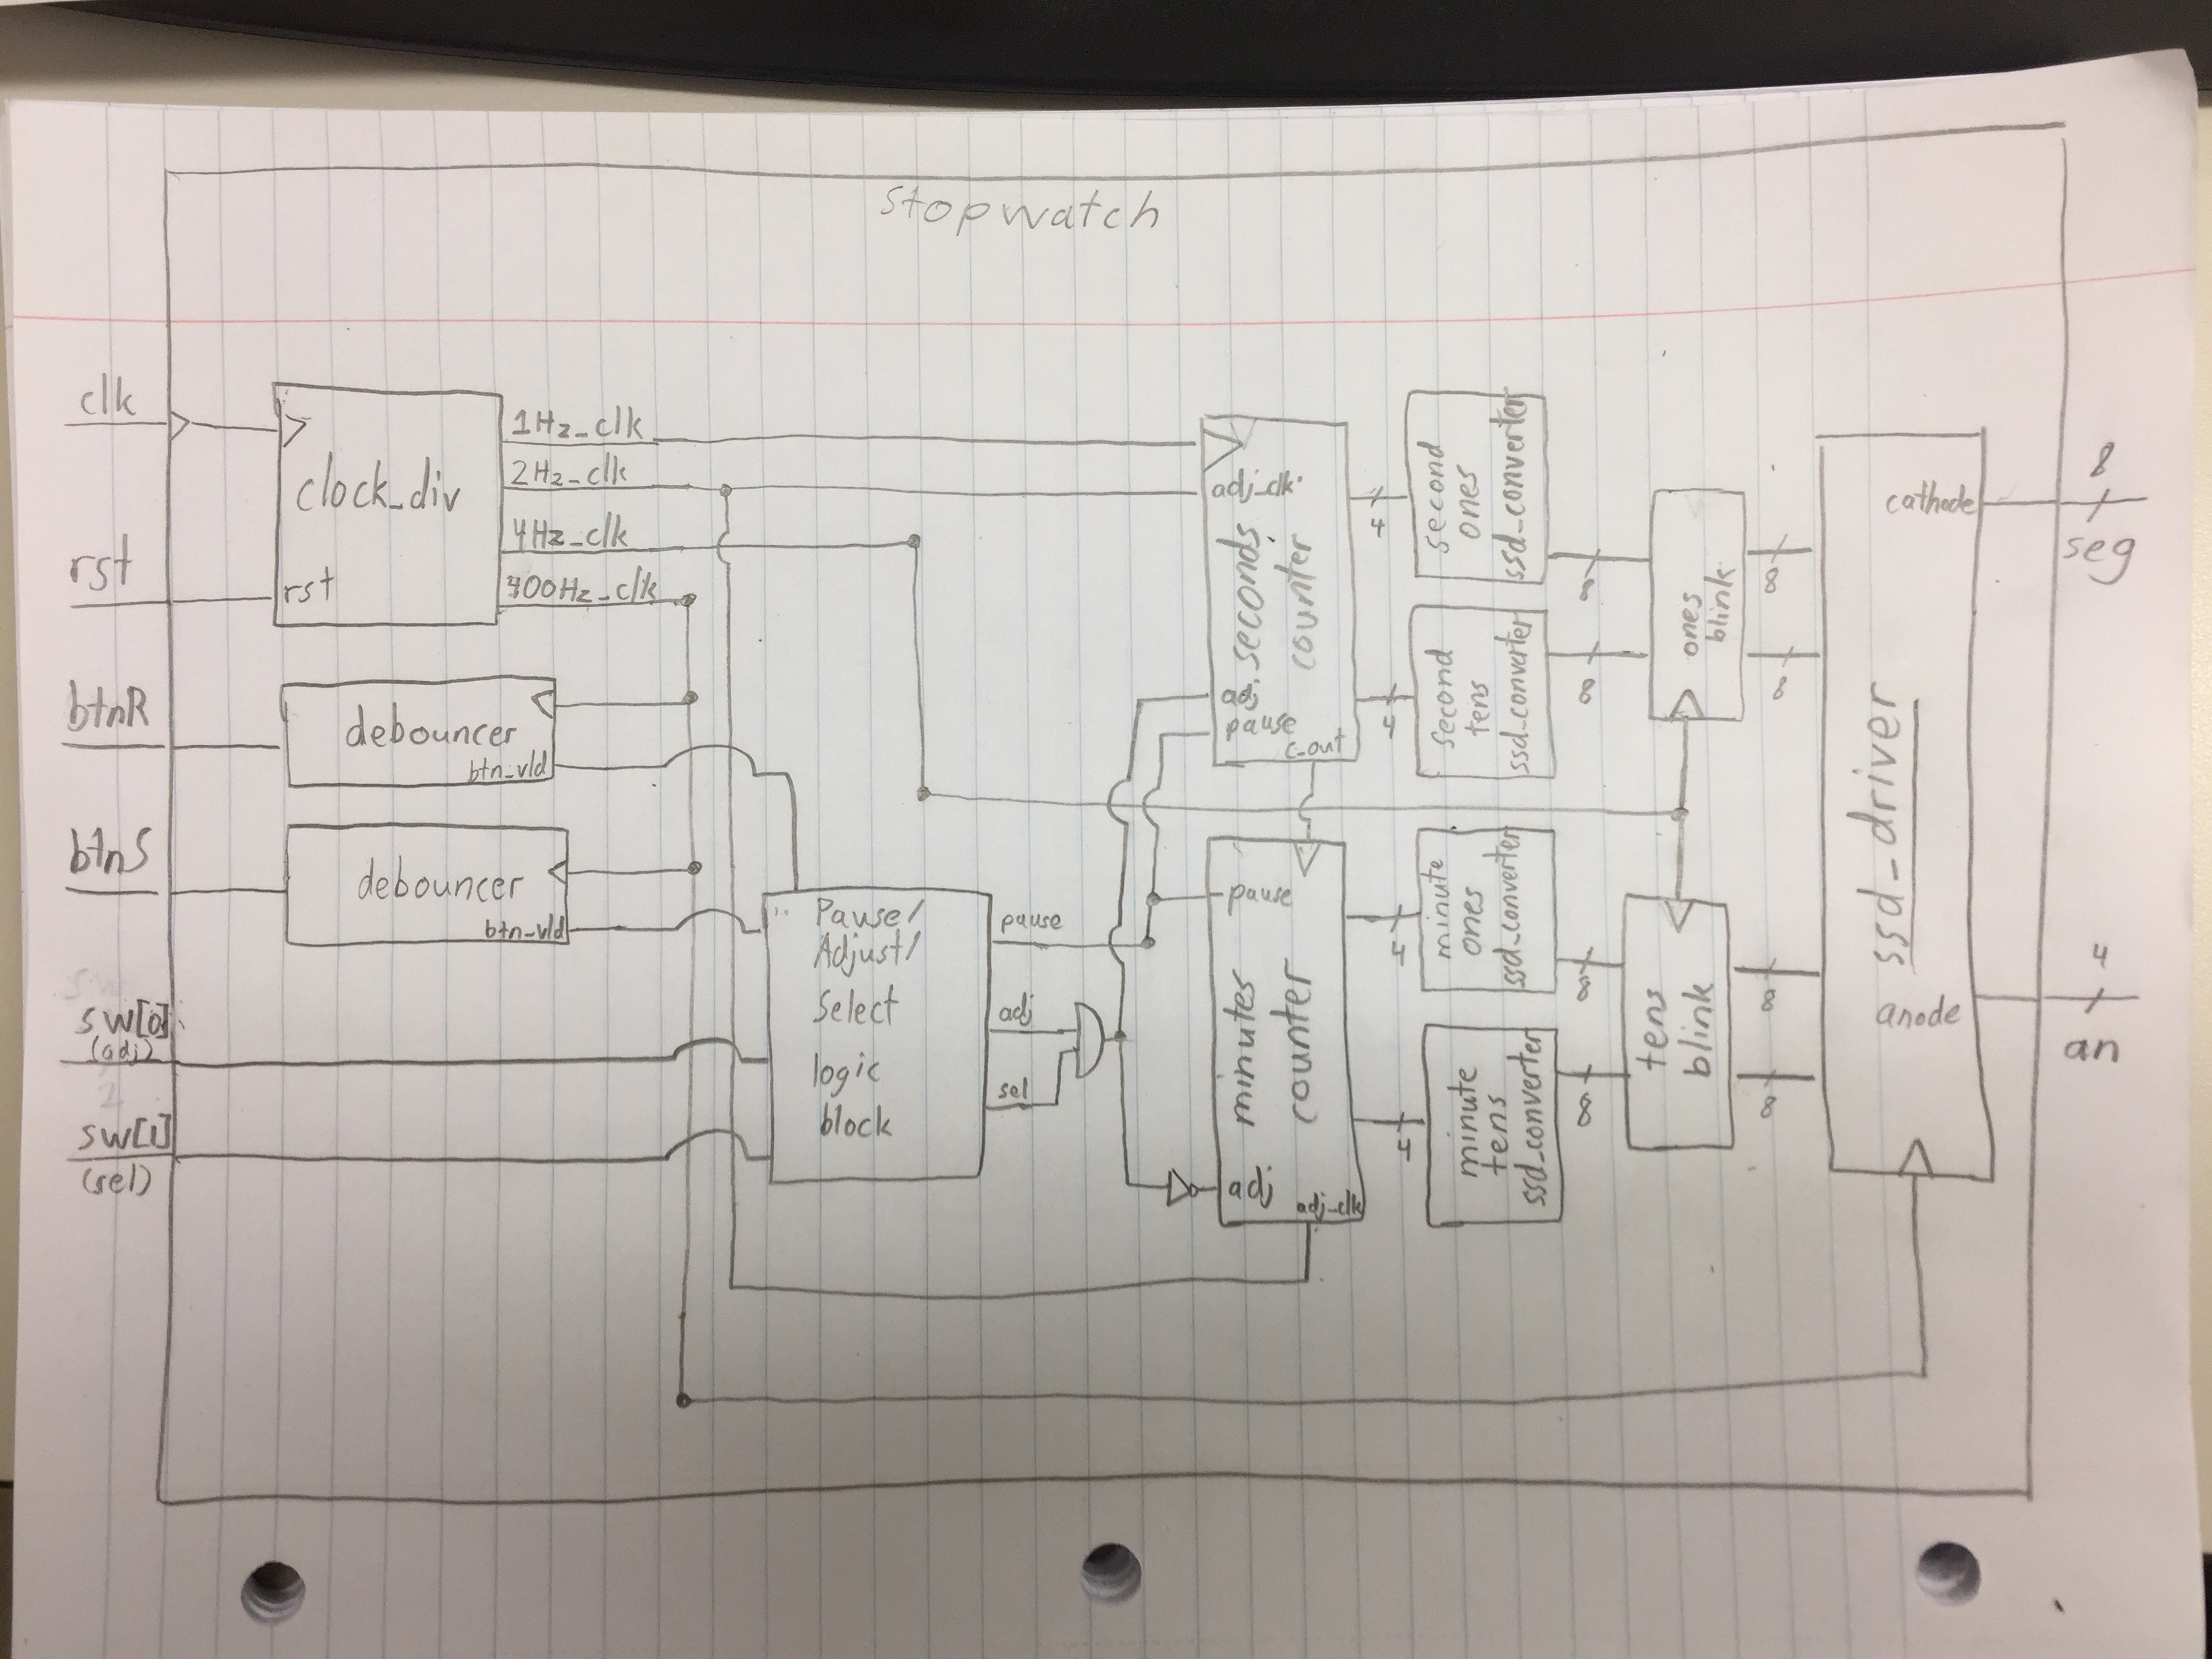 stopwatch
clk
rst
btnR
btnS
sw[0]
(adj)
sw[1]
(sel)
clock_div
rst
1Hz_clk
2Hz_clk
4Hz_clk
400Hz_clk
debouncer
btn_vld
debouncer
btn_vld
Pause/
Adjust/
Select
logic
block
pause
adj
sel
adj_clk
seconds
counter
adj
pause
c_out
pause
minutes
counter
adj
adj_clk
4
4
4
4
second
ones
ssd_converter
second
tens
ssd_converter
minute
ones
ssd_converter
minute
tens
ssd_converter
8
8
8
8
ones
blink
tens
blink
8
8
8
8
cathode
ssd_driver
anode
8
seg
4
an